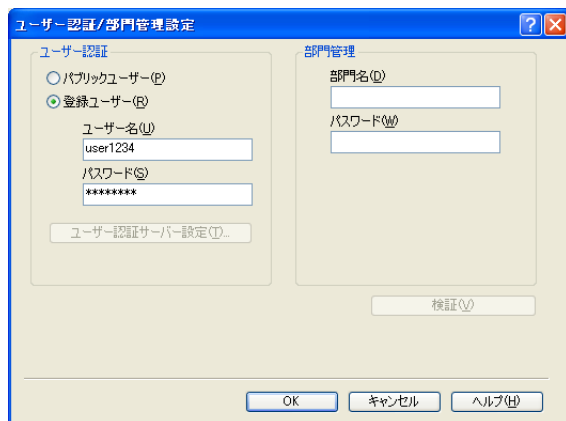 ユーザー認証/部門管理設定
ユーザー認証
パブリックユーザー(P)
登録ユーザー(R)
ユーザー名(U)
user1234
パスワード(S)
********
ユーザー認証サーバー設定(T)...
部門管理
部門名(D)
パスワード(W)
検証(V)
OK
キャンセル
ヘルプ(H)